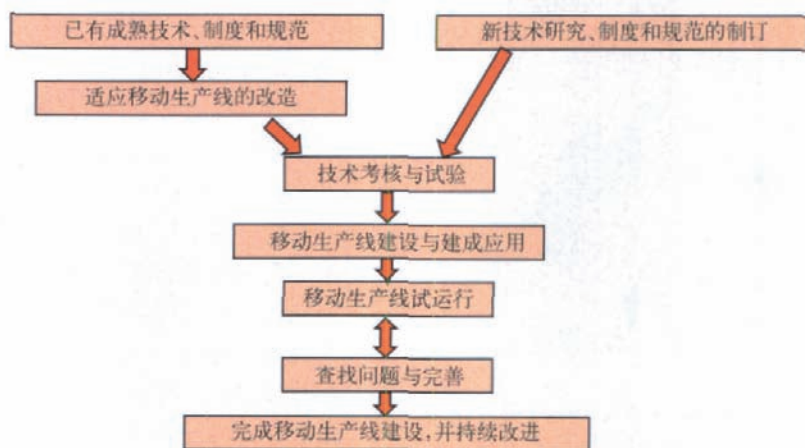 已有成熟技术、制度和规范
新技术研究、制度和规范的制订
适应移动生产线的改造
技术考核与试验
移动生产线建设与建成应用
移动生产线试运行
查找问题与完善
完成移动生产线建设,并持续改进